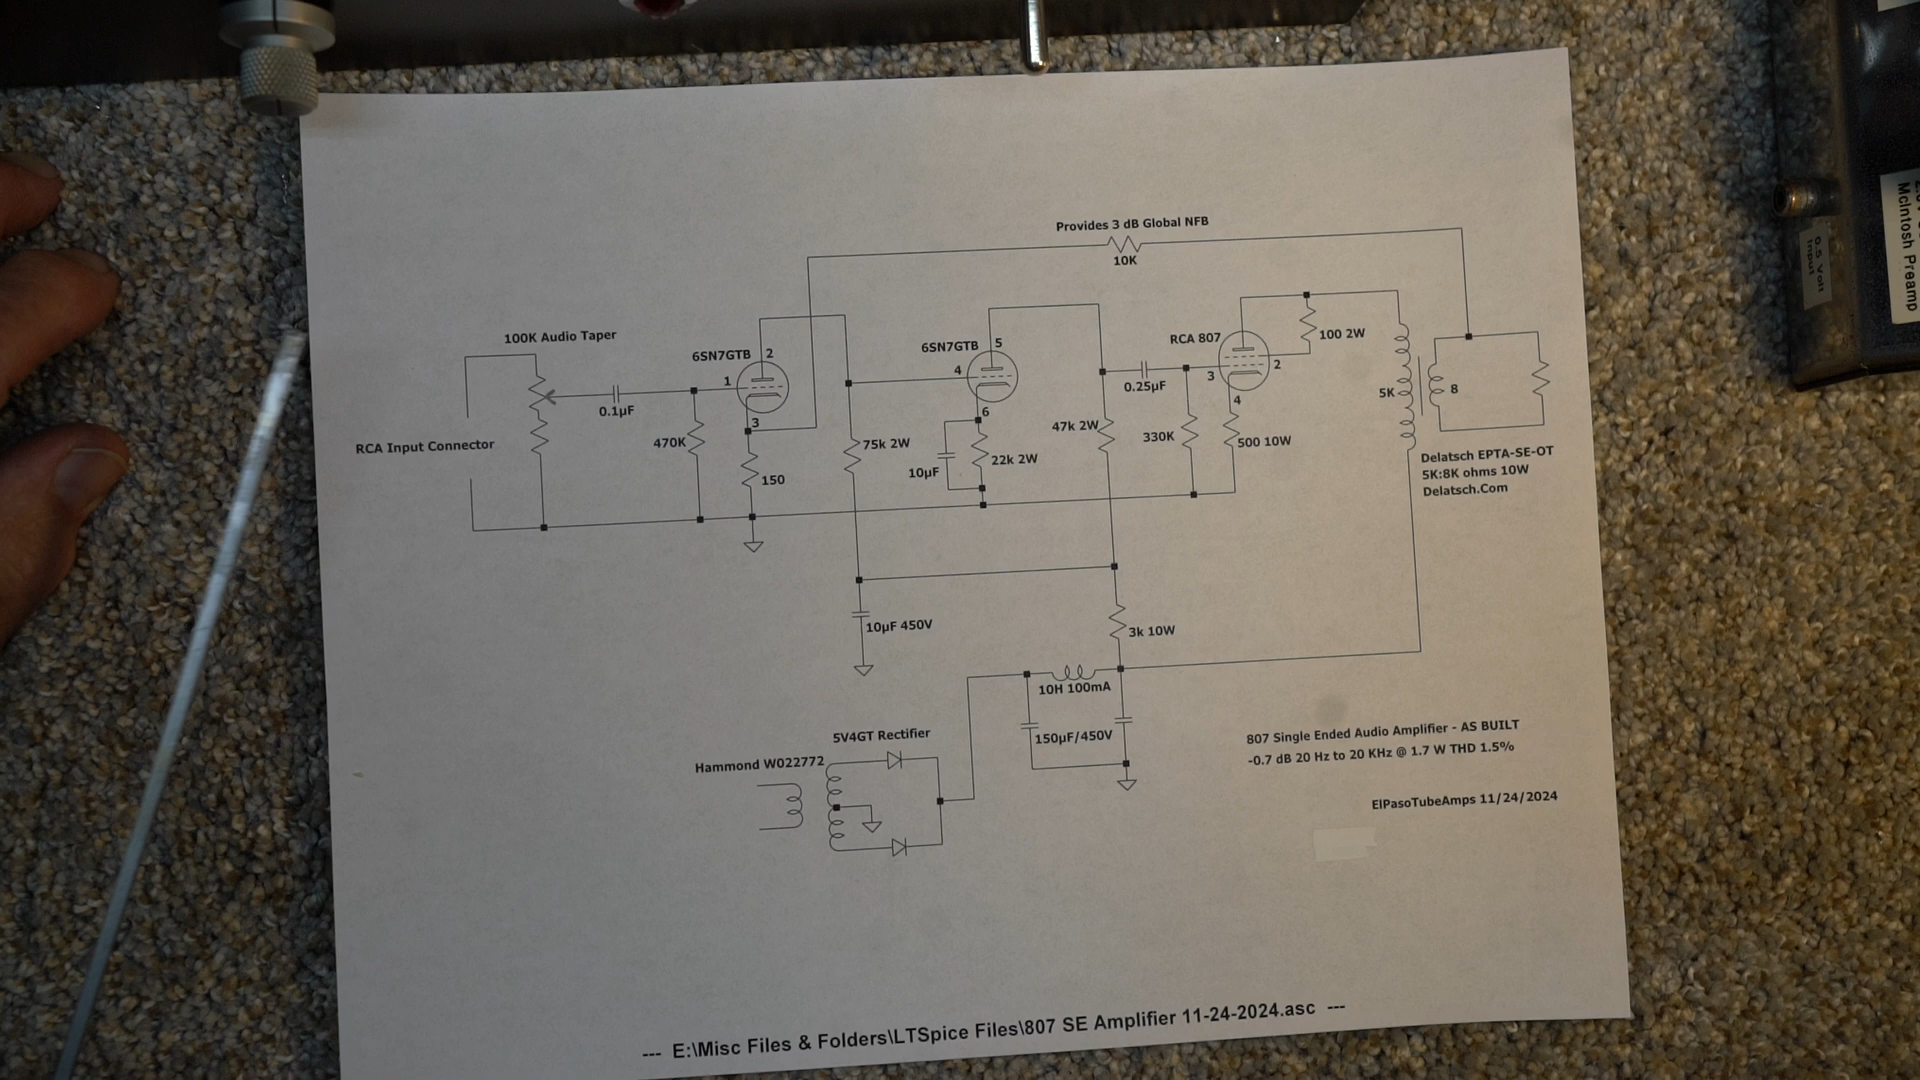 Provides 3 dB Global NFB
10K
100K Audio Taper
6SN7GTB
2
1
3
0.1µF
470K
150
RCA Input Connector
75k 2W
6SN7GTB
5
4
6
10µF
22k 2W
47k 2W
0.25µF
RCA 807
3
2
4
100 2W
330K
500 10W
5K
8
Delatsch EPTA-SE-OT
5K:8K ohms 10W
Delatsch.Com
10µF 450V
3k 10W
10H 100mA
150µF/450V
5V4GT Rectifier
Hammond W022772
807 Single Ended Audio Amplifier - AS BUILT
-0.7 dB 20 Hz to 20 KHz @ 1.7 W THD 1.5%
ElPasoTubeAmps 11/24/2024
--- E:\Misc Files & Folders\LTSpice Files\807 SE Amplifier 11-24-2024.asc ---
0.5 Volt
Input
McIntosh Preamp